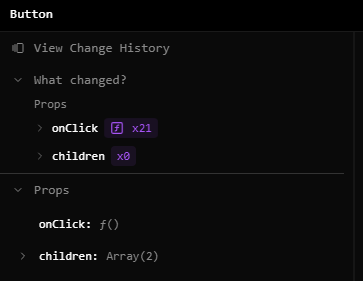 Button
View Change History
What changed?
Props
onClick ƒ x21
children x0
Props
onClick: ƒ()
children: Array(2)